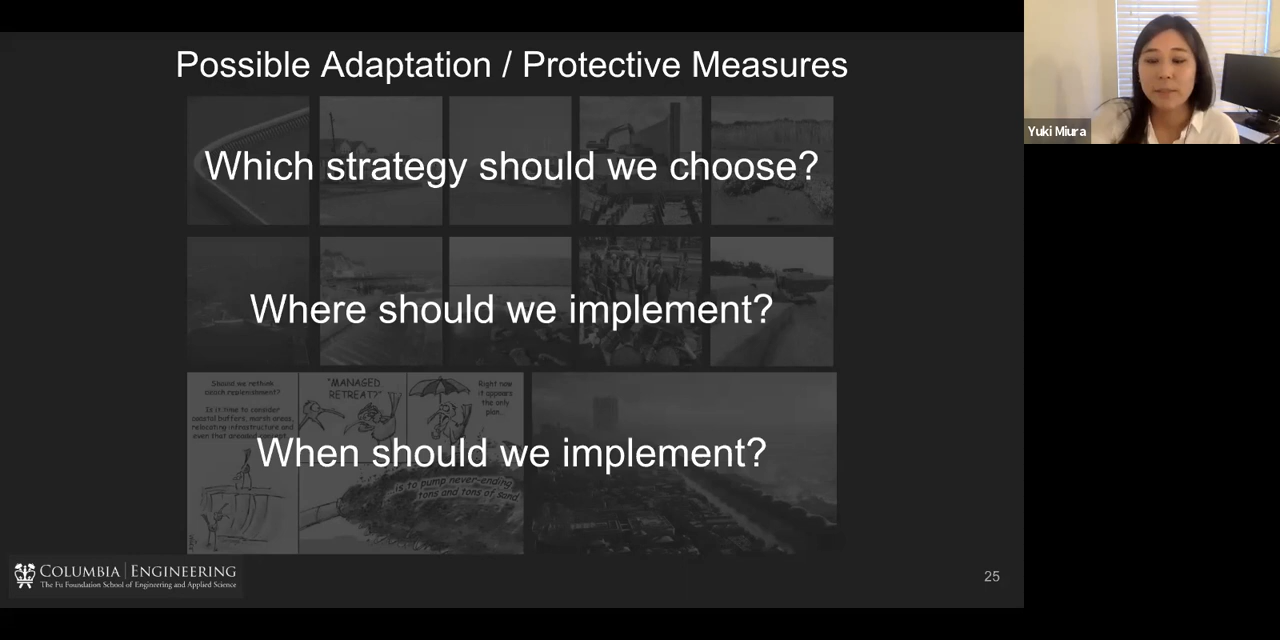 Possible Adaptation / Protective Measures
Which strategy should we choose?
Where should we implement?
When should we implement?
Should we rethink
beach replenishment?
Is it time to consider
coastal buffers, marsh areas,
relocating infrastructure and
even that dreaded
"MANAGED
RETREAT?"
Right now
it appears
the only
plan...
is to pump never-ending
tons and tons of sand
COLUMBIA | ENGINEERING
The Fu Foundation School of Engineering and Applied Science
25
Yuki Miura